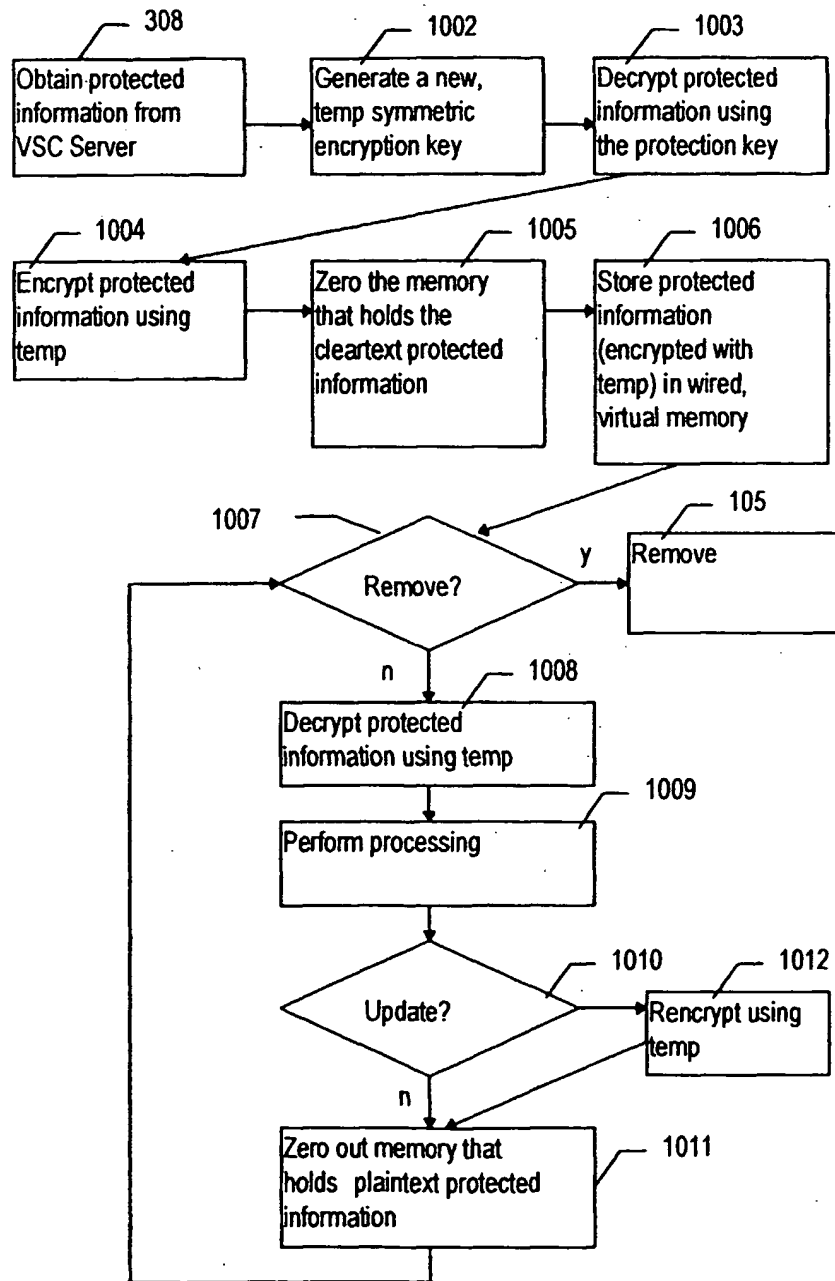 308
1002
1003
Obtain protected
information from
VSC Server
Generate a new,
temp symmetric
encryption key
Decrypt protected
information using
the protection key
1004
1005
1006
Encrypt protected
information using
temp
Zero the memory
that holds the
cleartext protected
information
Store protected
information
(encrypted with
temp) in wired,
virtual memory
1007
105
Remove?
y
Remove
n
1008
Decrypt protected
information using temp
1009
Perform processing
1010
1012
Update?
Rencrypt using
temp
n
Zero out memory that
holds plaintext protected
information
1011